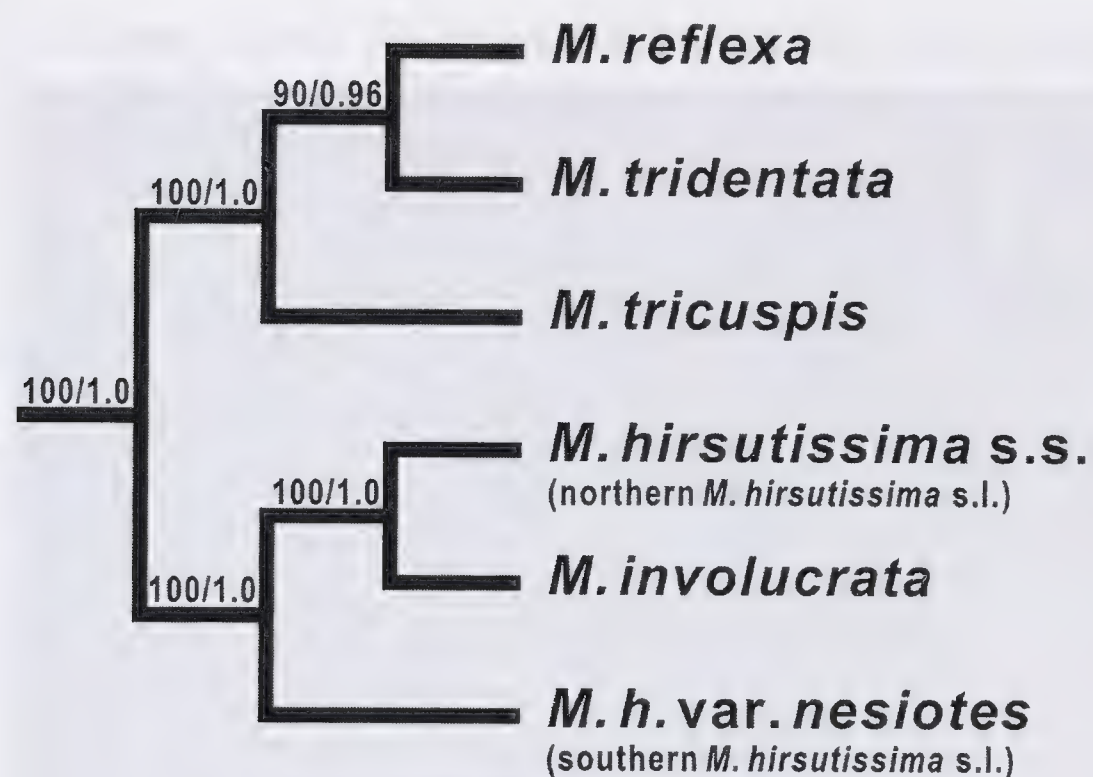 M. reflexa
90/0.96
M. tridentata
100/1.0
M. tricuspis
100/1.0
M. hirsutissima s.s.
(northern M. hirsutissima s.l.)
100/1.0
M. involucrata
100/1.0
M. h. var. nesiotes
(southern M. hirsutissima s.l.)